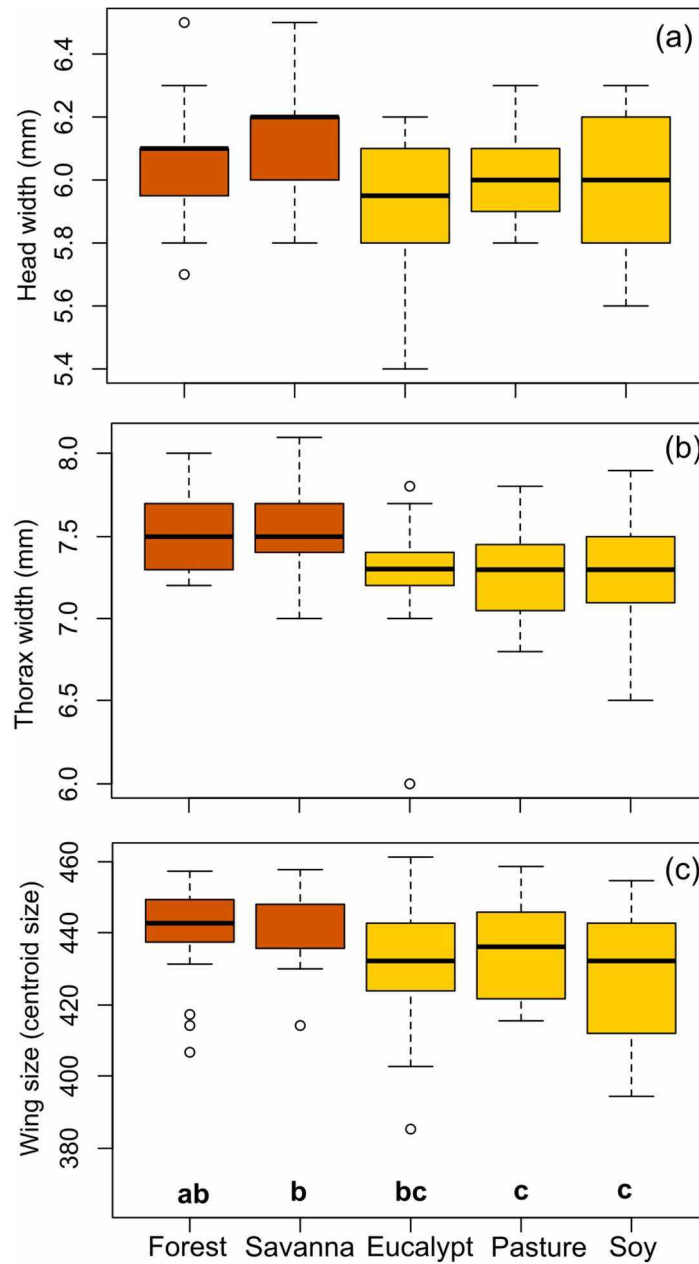 (a)
Head width (mm)
6.4
6.2
6.0
5.8
5.6
5.4
(b)
Thorax width (mm)
8.0
7.5
7.0
6.5
6.0
(c)
Wing size (centroid size)
460
440
420
400
380
ab b bc c c
Forest Savanna Eucalypt Pasture Soy